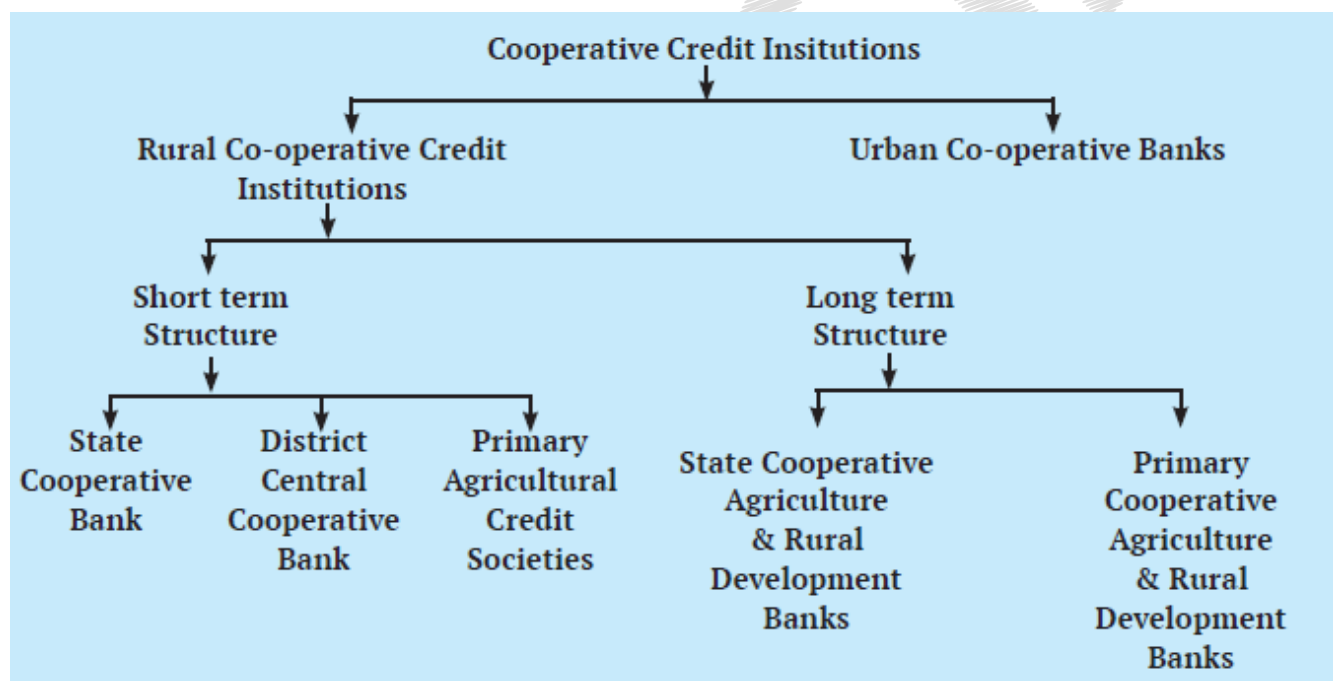 Cooperative Credit Insitutions
Rural Co-operative Credit
Institutions
Urban Co-operative Banks
Short term
Structure
Long term
Structure
State
Cooperative
Bank
District
Central
Cooperative
Bank
Primary
Agricultural
Credit
Societies
State Cooperative
Agriculture
& Rural
Development
Banks
Primary
Cooperative
Agriculture
& Rural
Development
Banks